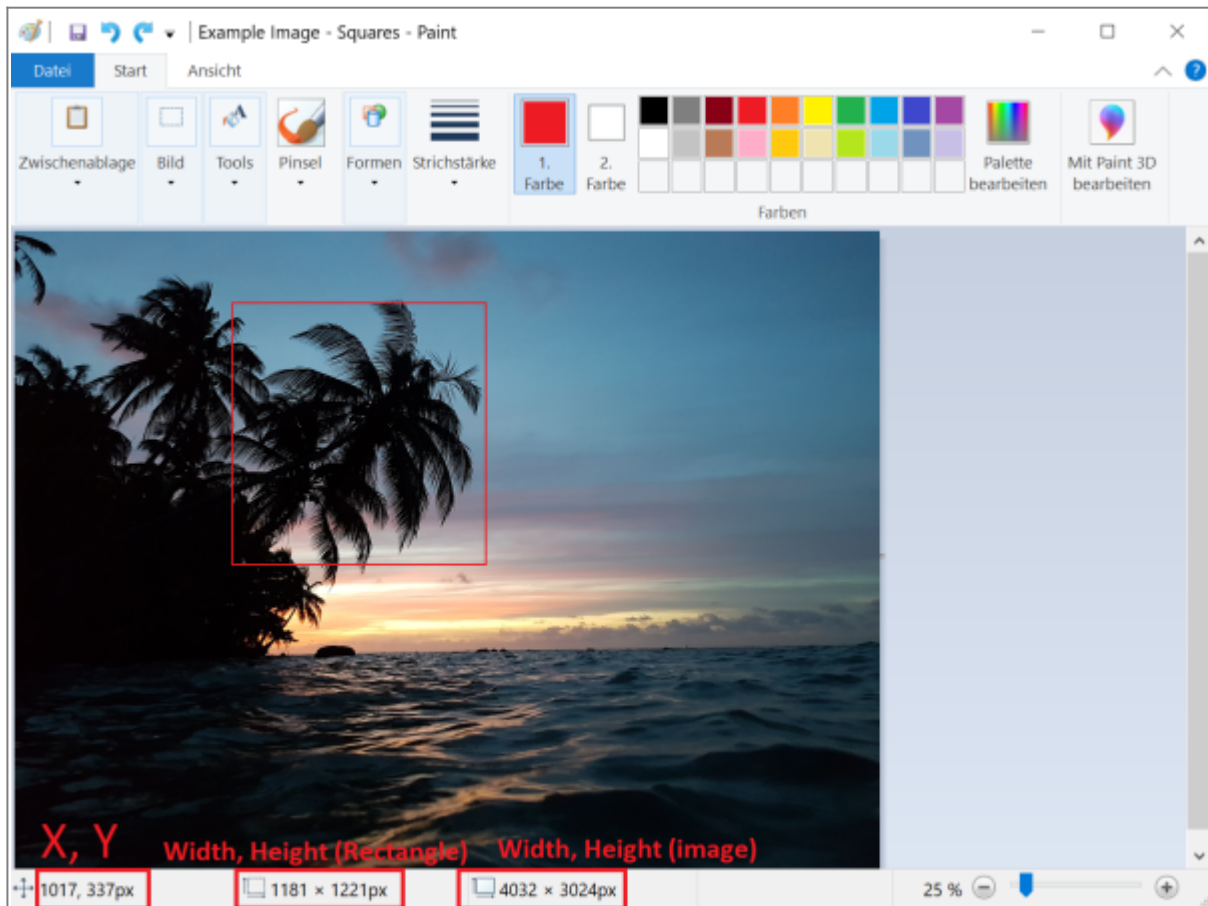 Example Image - Squares - Paint
Datei Start Ansicht
?
Zwischenablage Bild Tools Pinsel Formen Strichstärke 1. Farbe 2. Farbe Palette bearbeiten Mit Paint 3D bearbeiten
Farben
X, Y Width, Height (Rectangle) Width, Height (image)
1017, 337px 1181 × 1221px 4032 × 3024px 25 %